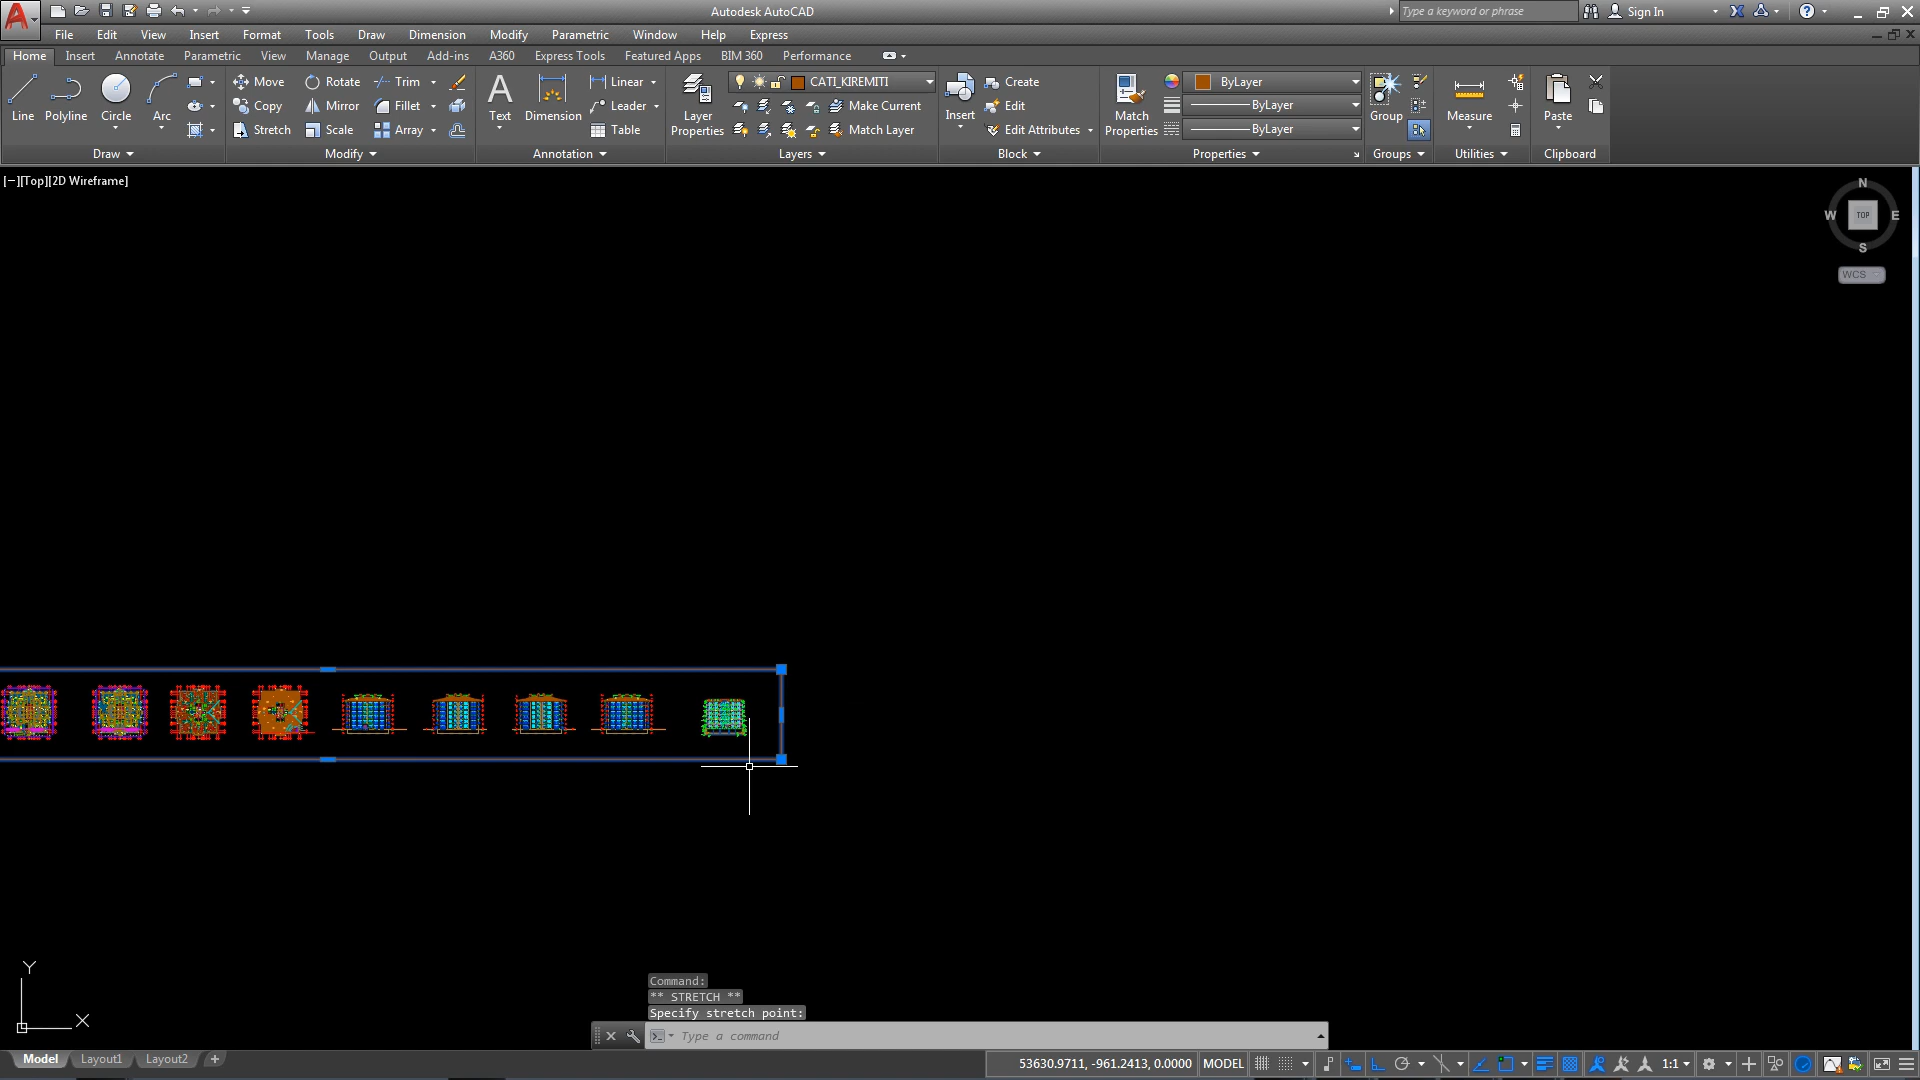 Autodesk AutoCAD
Type a keyword or phrase
Sign In
File Edit View Insert Format Tools Draw Dimension Modify Parametric Window Help Express
Home Insert Annotate Parametric View Manage Output Add-ins A360 Express Tools Featured Apps BIM 360 Performance
Line Polyline Circle Arc
Move Rotate Trim
Copy Mirror Fillet
Stretch Scale Array
Text Dimension
Linear
Leader
Table
Layer Properties
CATI_KIREMITI
Make Current
Match Layer
Insert
Create
Edit
Edit Attributes
Match Properties
ByLayer
ByLayer
ByLayer
Group
Measure
Paste
Draw Modify Annotation Layers Block Properties Groups Utilities Clipboard
[−][Top][2D Wireframe]
N
W TOP E
S
WCS
Y
X
Command:
** STRETCH **
Specify stretch point:
Type a command
Model Layout1 Layout2 +
53630.9711, -961.2413, 0.0000 MODEL 1:1